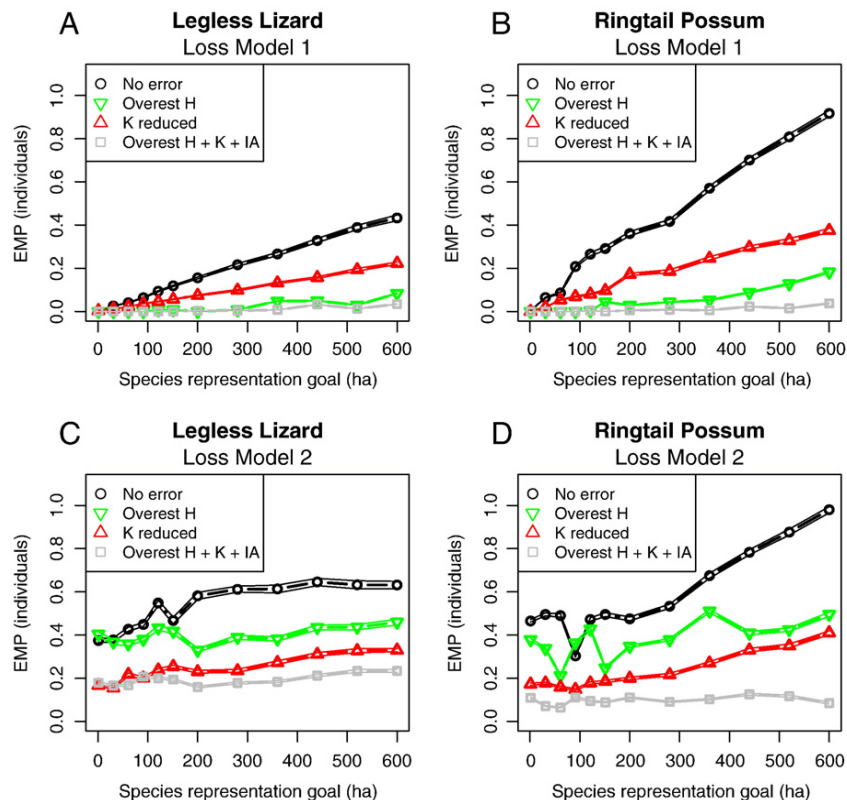 A
Legless Lizard
Loss Model 1
No error
Overest H
K reduced
Overest H + K + IA
EMP (individuals)
1.0
0.8
0.6
0.4
0.2
0.0
0 100 200 300 400 500 600
Species representation goal (ha)
B
Ringtail Possum
Loss Model 1
No error
Overest H
K reduced
Overest H + K + IA
EMP (individuals)
1.0
0.8
0.6
0.4
0.2
0.0
0 100 200 300 400 500 600
Species representation goal (ha)
C
Legless Lizard
Loss Model 2
No error
Overest H
K reduced
Overest H + K + IA
EMP (individuals)
1.0
0.8
0.6
0.4
0.2
0.0
0 100 200 300 400 500 600
Species representation goal (ha)
D
Ringtail Possum
Loss Model 2
No error
Overest H
K reduced
Overest H + K + IA
EMP (individuals)
1.0
0.8
0.6
0.4
0.2
0.0
0 100 200 300 400 500 600
Species representation goal (ha)